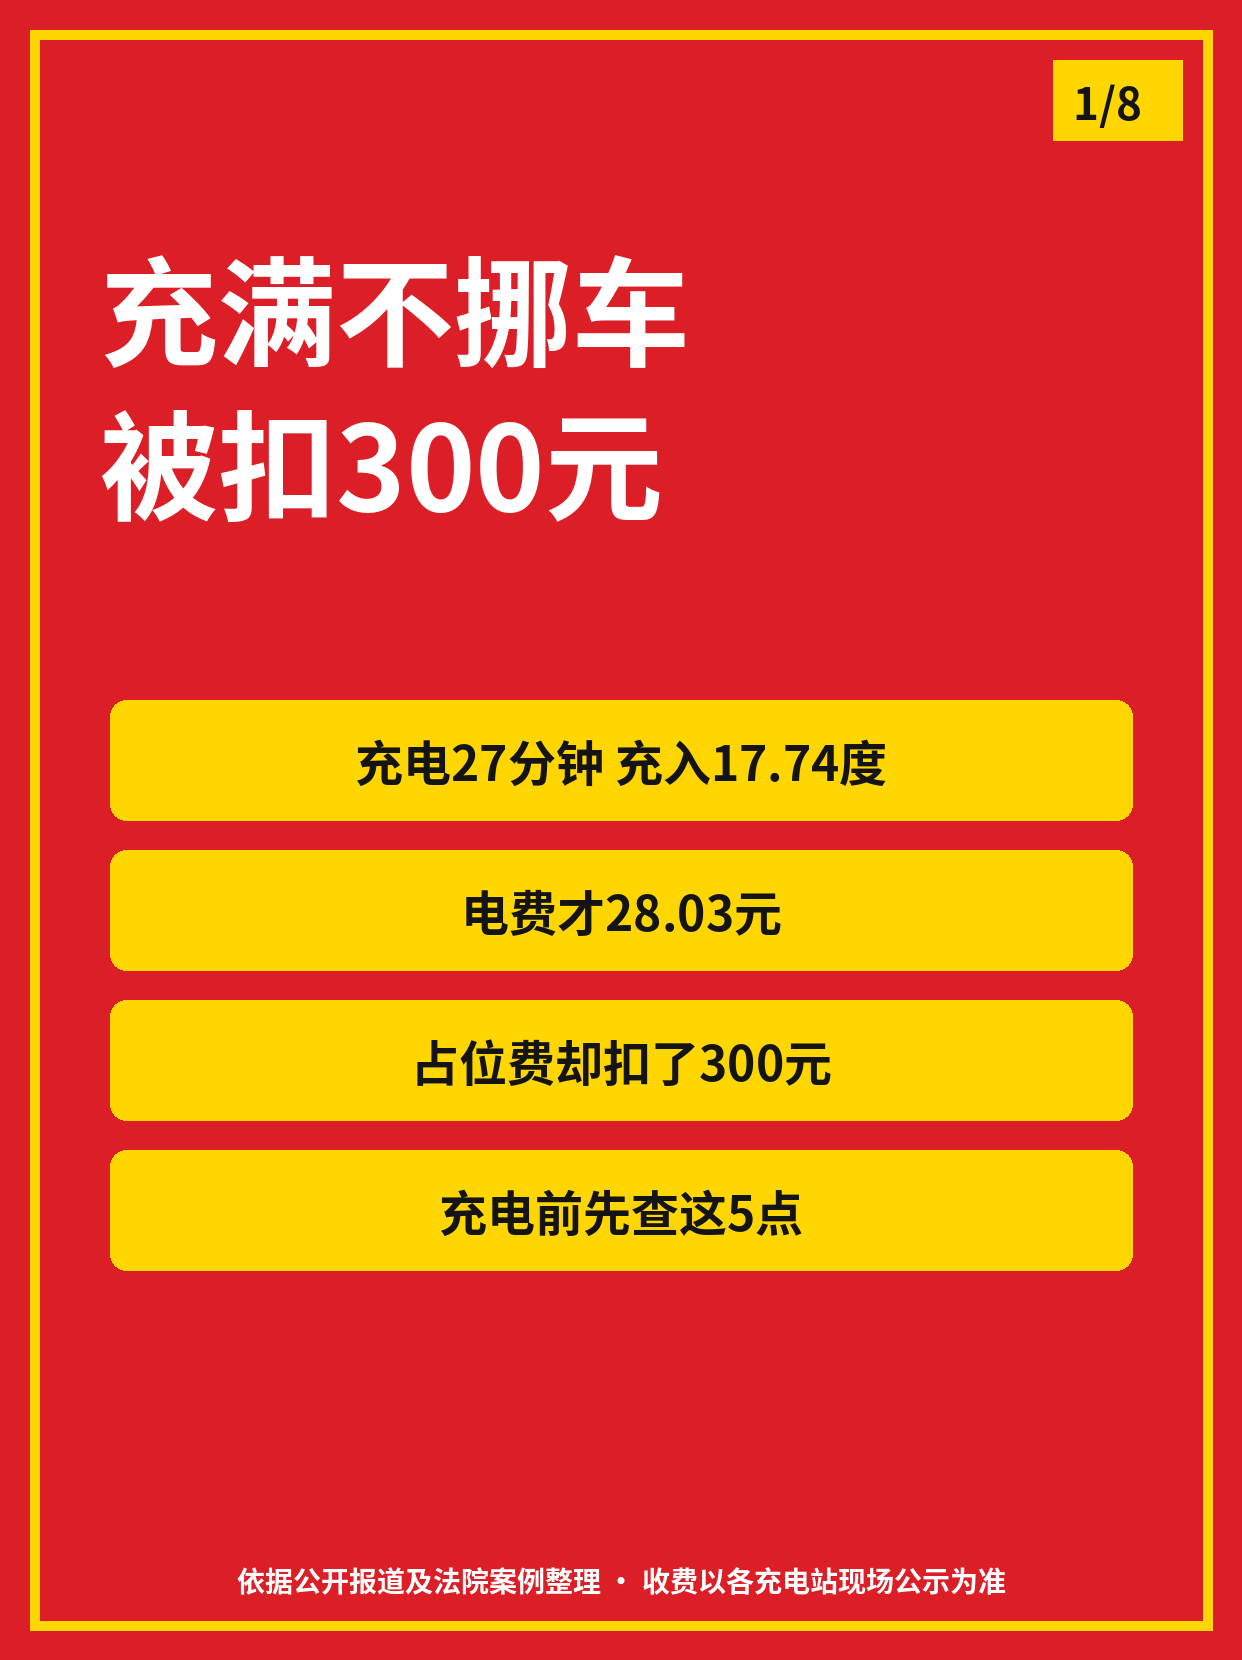 1/8
充满不挪车
被扣300元
充电27分钟 充入17.74度
电费才28.03元
占位费却扣了300元
充电前先查这5点
依据公开报道及法院案例整理 · 收费以各充电站现场公示为准